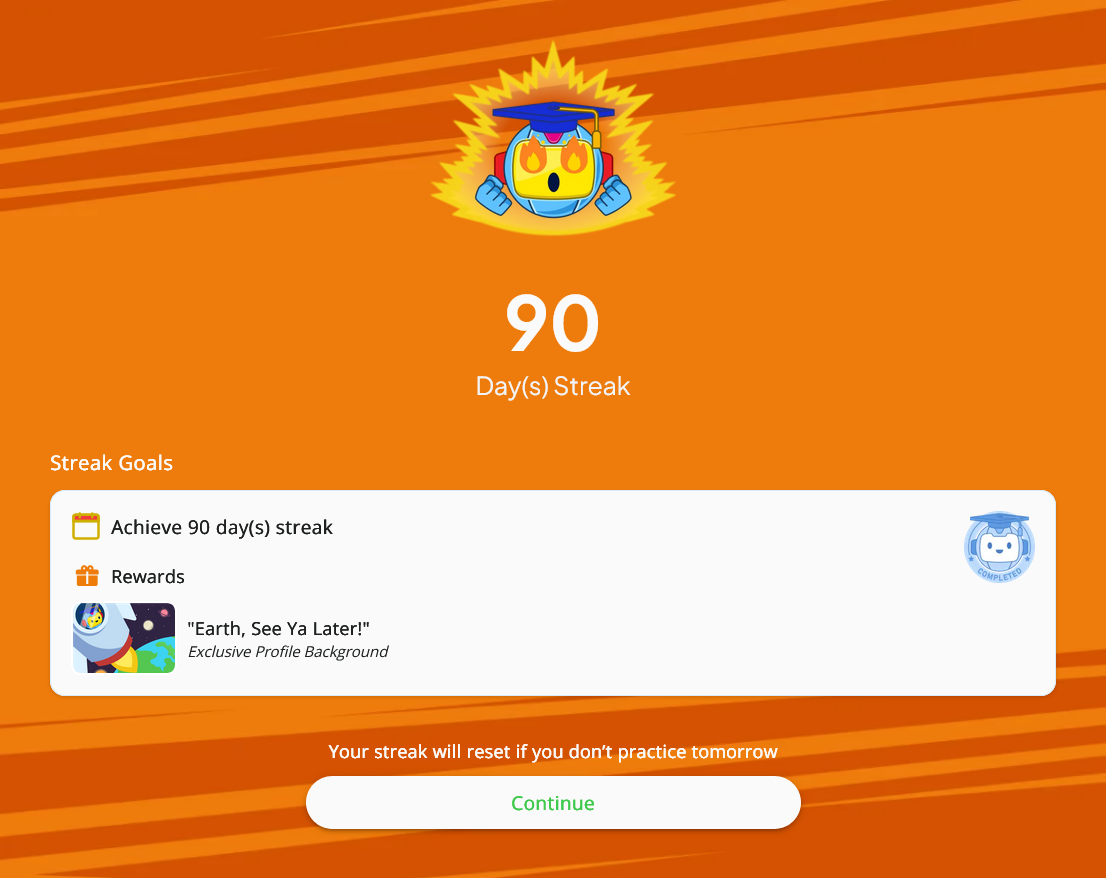 90
Day(s) Streak
Streak Goals
Achieve 90 day(s) streak
COMPLETED
Rewards
"Earth, See Ya Later!"
Exclusive Profile Background
Your streak will reset if you don’t practice tomorrow
Continue